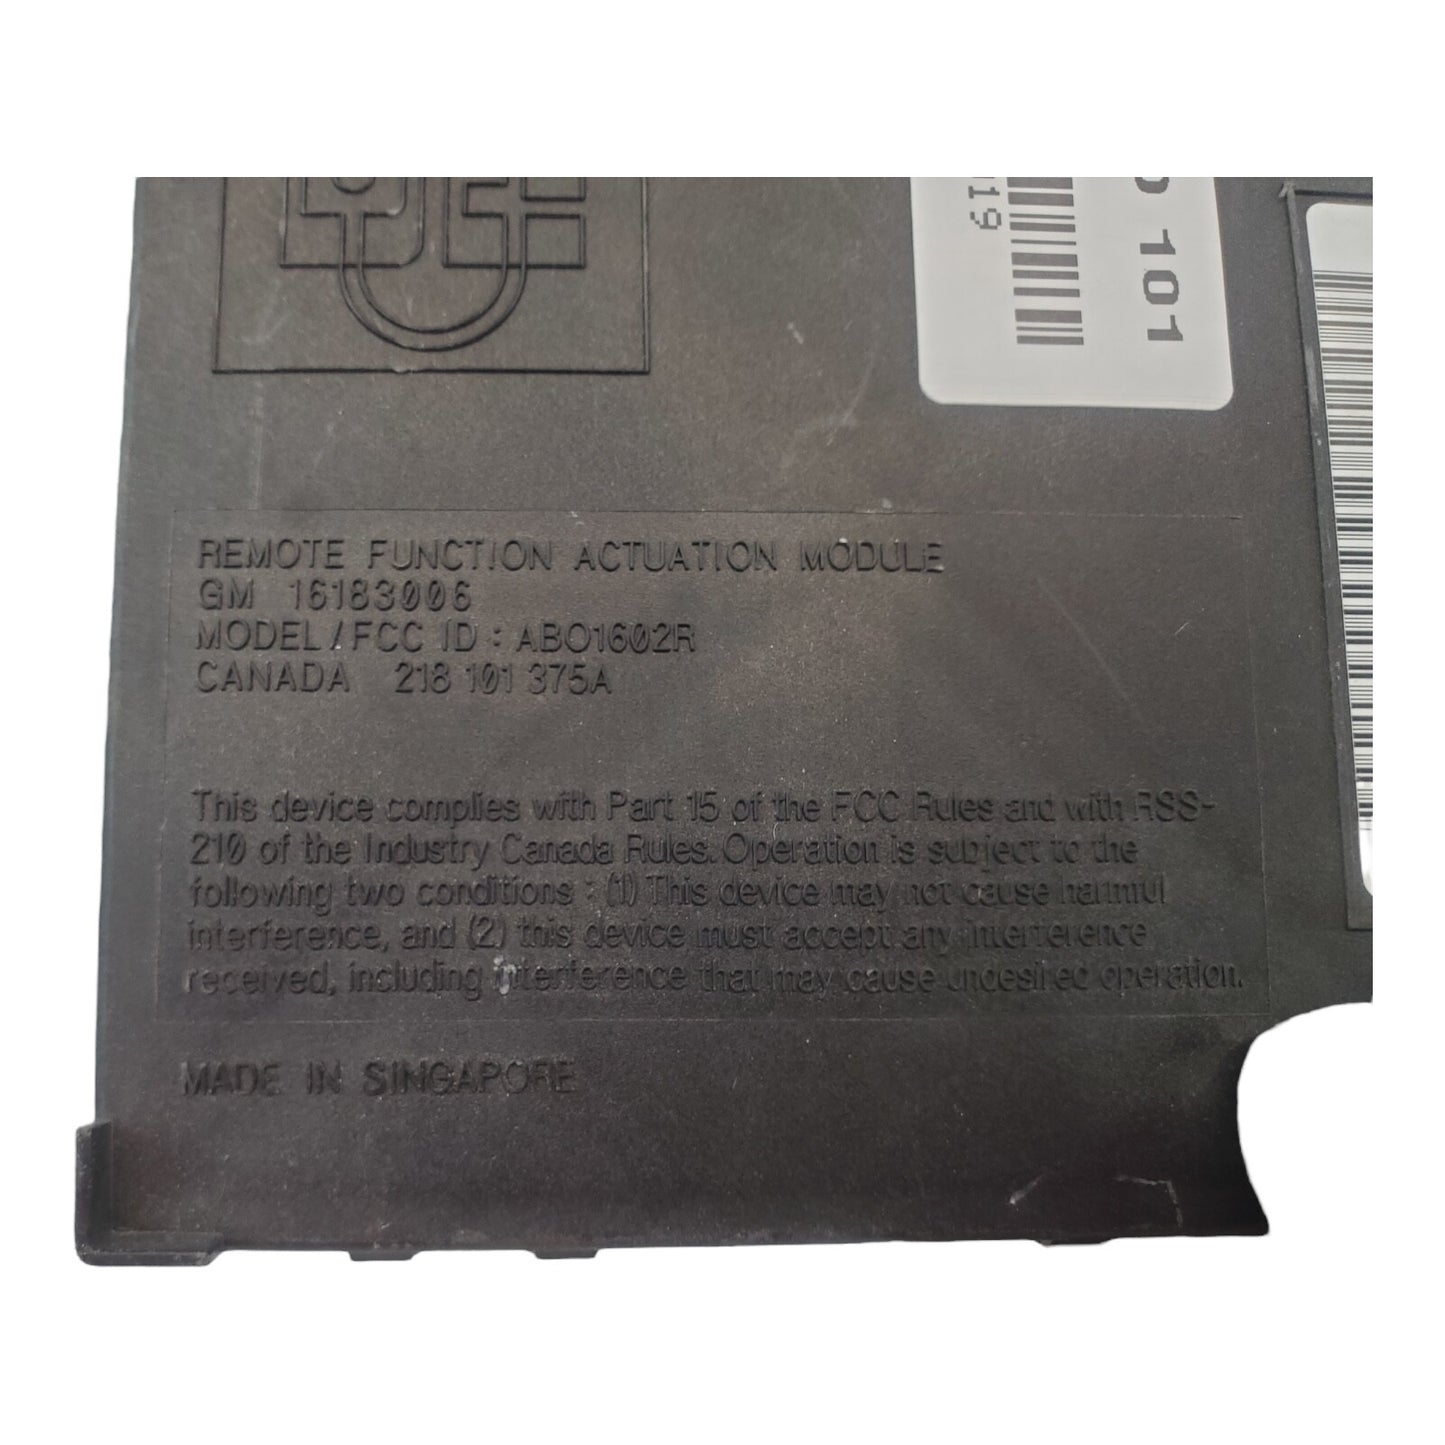 19
101
REMOTE FUNCTION ACTUATION MODULE
GM 16183006
MODEL/FCC ID: ABO1602R
CANADA 218 101 375A
This device complies with Part 15 of the FCC Rules and with RSS-
210 of the Industry Canada Rules. Operation is subject to the
following two conditions : (1) This device may not cause harmful
interference, and (2) this device must accept any interference
received, including interference that may cause undesired operation.
MADE IN SINGAPORE